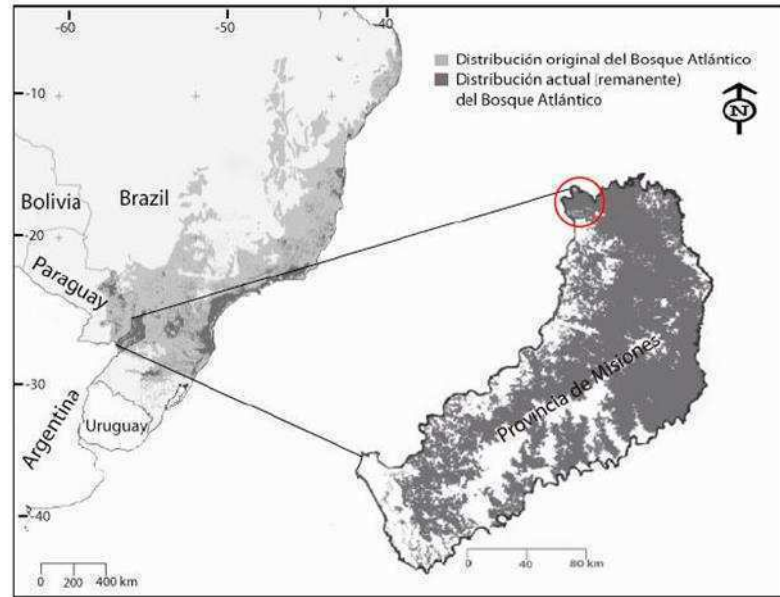 -60
-50
-40
Distribución original del Bosque Atlántico
Distribución actual (remanente)
del Bosque Atlántico
N
-10
Bolivia
Brazil
-20
Paraguay
Provincia de Misiones
-30
Argentina
Uruguay
-40
0 200 400 km
0 40 80 km